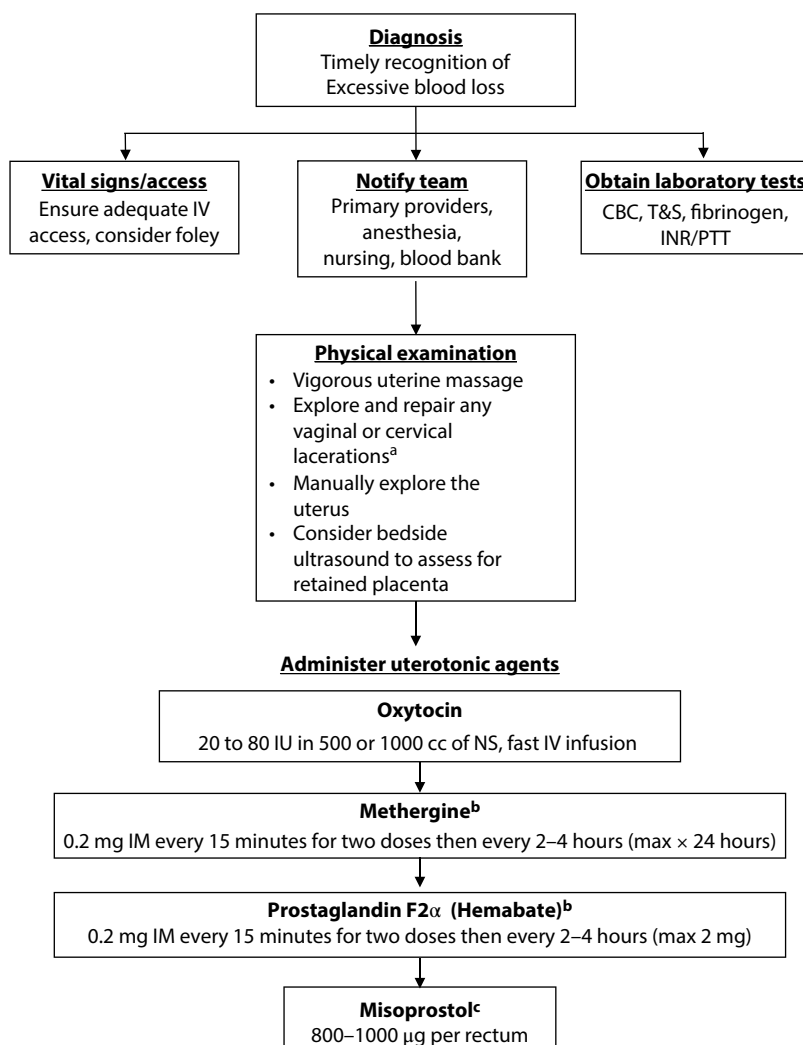 Diagnosis
Timely recognition of
Excessive blood loss
Vital signs/access
Ensure adequate IV
access, consider foley
Notify team
Primary providers,
anesthesia,
nursing, blood bank
Obtain laboratory tests
CBC, T&S, fibrinogen,
INR/PTT
Physical examination
• Vigorous uterine massage
• Explore and repair any
vaginal or cervical
lacerationsᵃ
• Manually explore the
uterus
• Consider bedside
ultrasound to assess for
retained placenta
Administer uterotonic agents
Oxytocin
20 to 80 IU in 500 or 1000 cc of NS, fast IV infusion
Methergineᵇ
0.2 mg IM every 15 minutes for two doses then every 2–4 hours (max × 24 hours)
Prostaglandin F2α (Hemabate)ᵇ
0.2 mg IM every 15 minutes for two doses then every 2–4 hours (max 2 mg)
Misoprostolᶜ
800–1000 μg per rectum